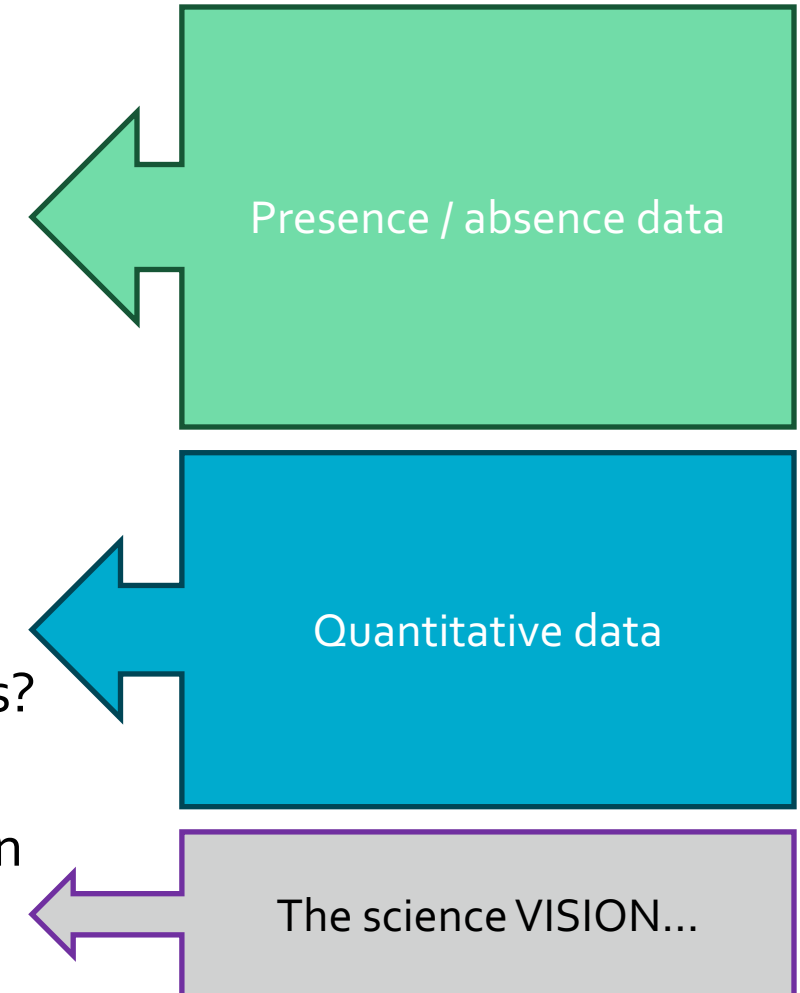 Presence / absence data
Quantitative data
s?
n
The science VISION...